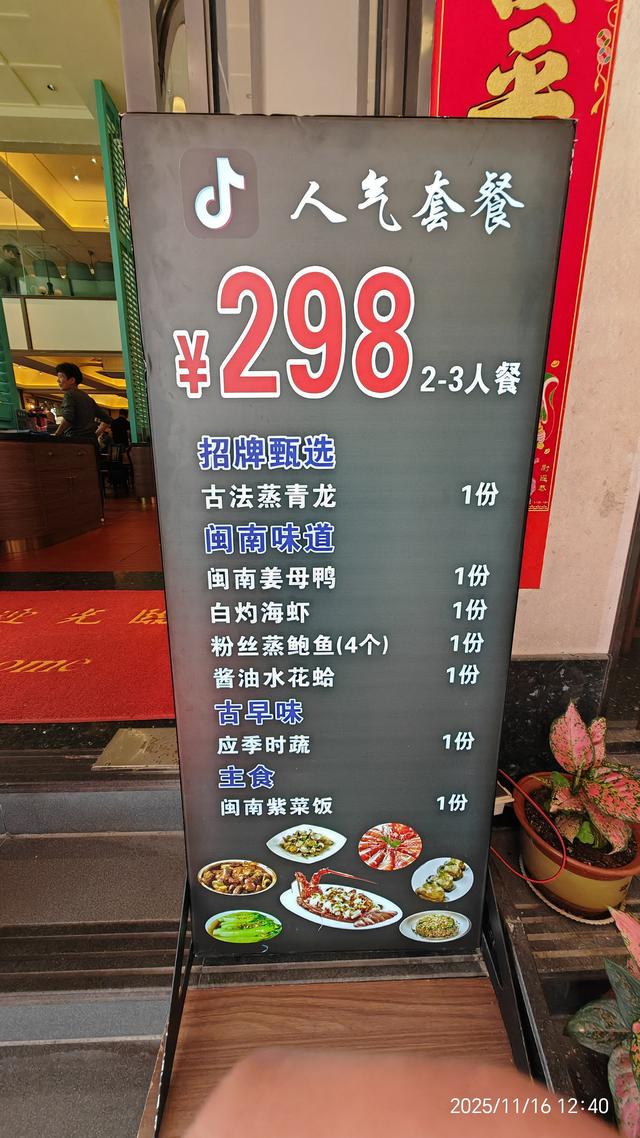 人气套餐
¥298 2-3人餐
招牌甄选
古法蒸青龙 1份
闽南味道
闽南姜母鸭 1份
白灼海虾 1份
粉丝蒸鲍鱼(4个) 1份
酱油水花蛤 1份
古早味
应季时蔬 1份
主食
闽南紫菜饭 1份
迎光臨
ome
2025/11/16 12:40